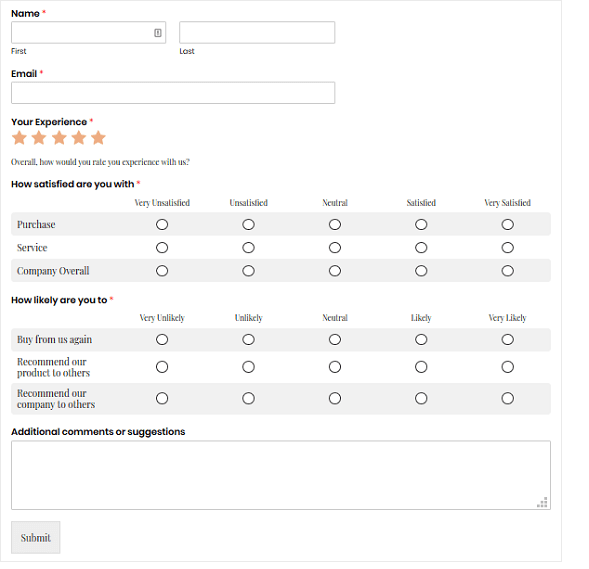 Name *
First Last
Email *
Your Experience *
Overall, how would you rate you experience with us?
How satisfied are you with *
Very Unsatisfied Unsatisfied Neutral Satisfied Very Satisfied
Purchase
Service
Company Overall
How likely are you to *
Very Unlikely Unlikely Neutral Likely Very Likely
Buy from us again
Recommend our
product to others
Recommend our
company to others
Additional comments or suggestions
Submit